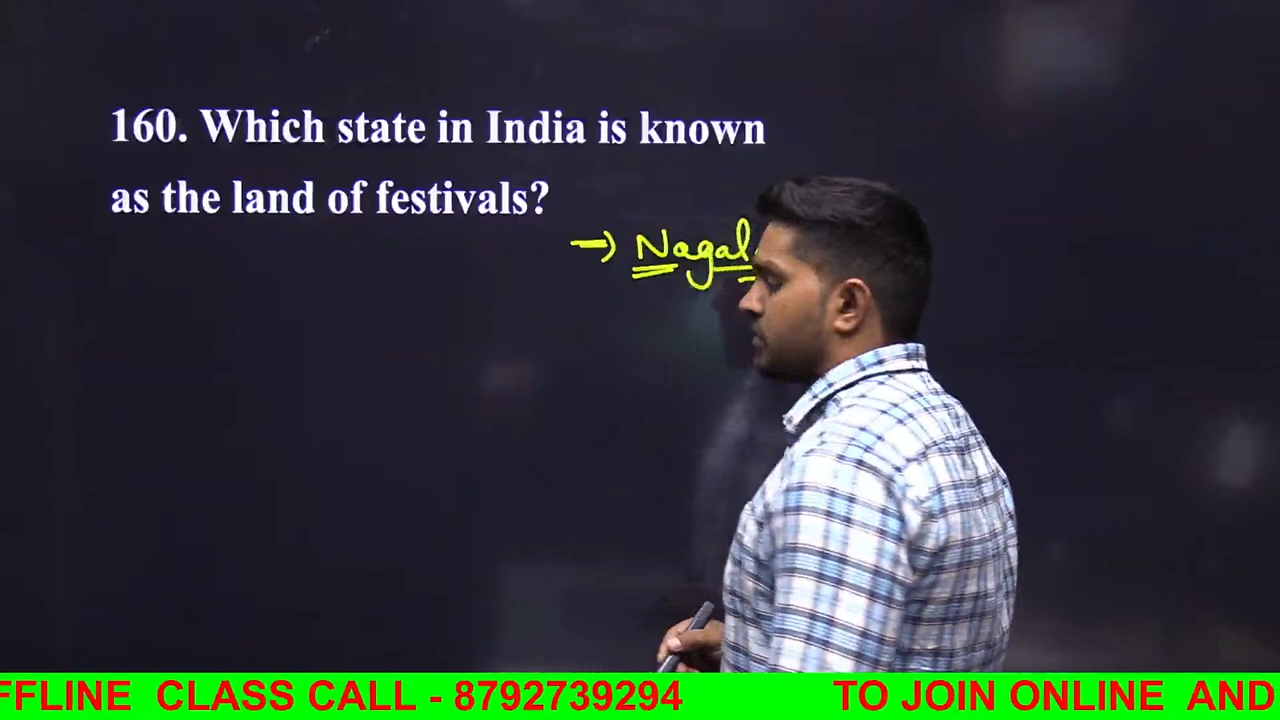 160. Which state in India is known
as the land of festivals?
→ Nagal
FFLINE CLASS CALL - 8792739294 TO JOIN ONLINE AND